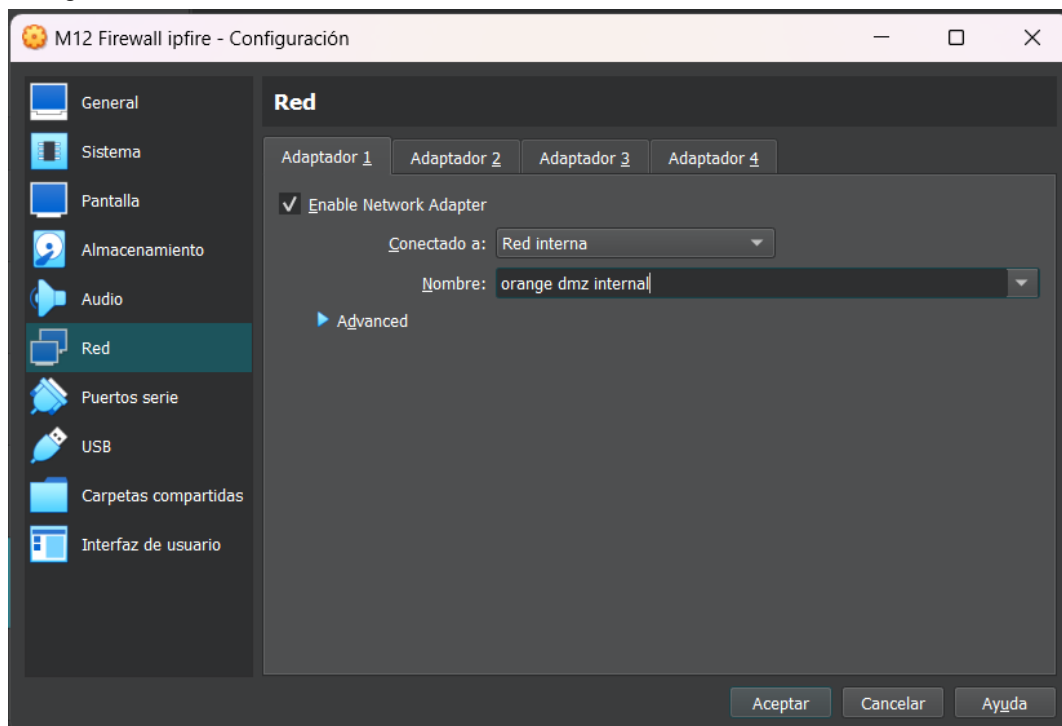 M12 Firewall ipfire - Configuración
General
Sistema
Pantalla
Almacenamiento
Audio
Red
Puertos serie
USB
Carpetas compartidas
Interfaz de usuario
Red
Adaptador 1 Adaptador 2 Adaptador 3 Adaptador 4
Enable Network Adapter
Conectado a: Red interna
Nombre: orange dmz internal
Advanced
Aceptar Cancelar Ayuda